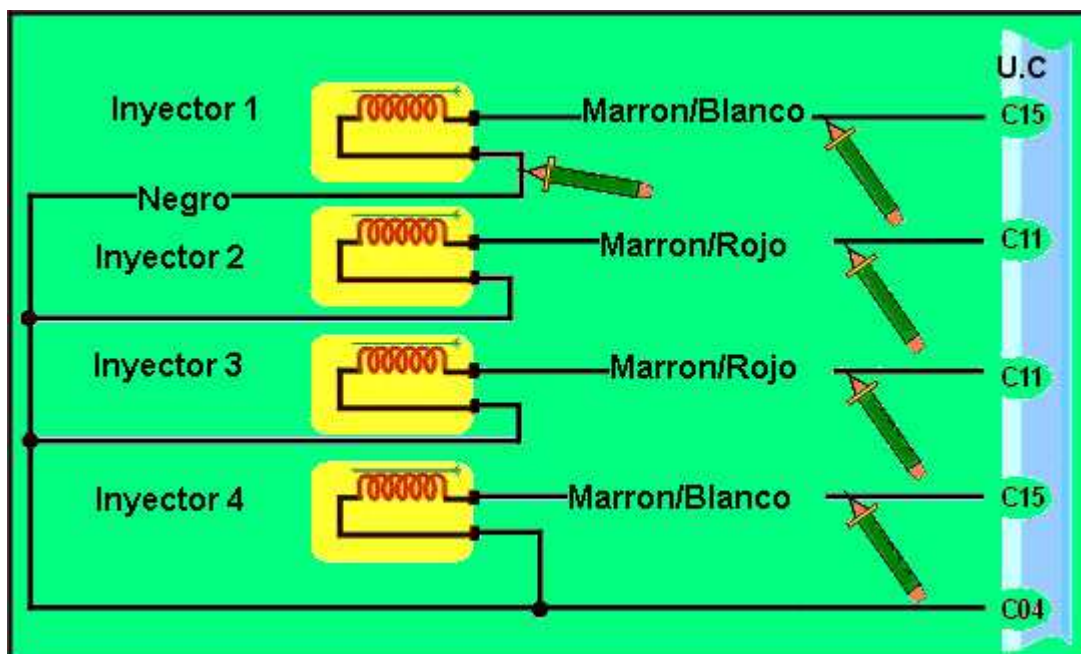 U.C
Inyector 1
Marron/Blanco
C15
Negro
Inyector 2
Marron/Rojo
C11
Inyector 3
Marron/Rojo
C11
Inyector 4
Marron/Blanco
C15
C04